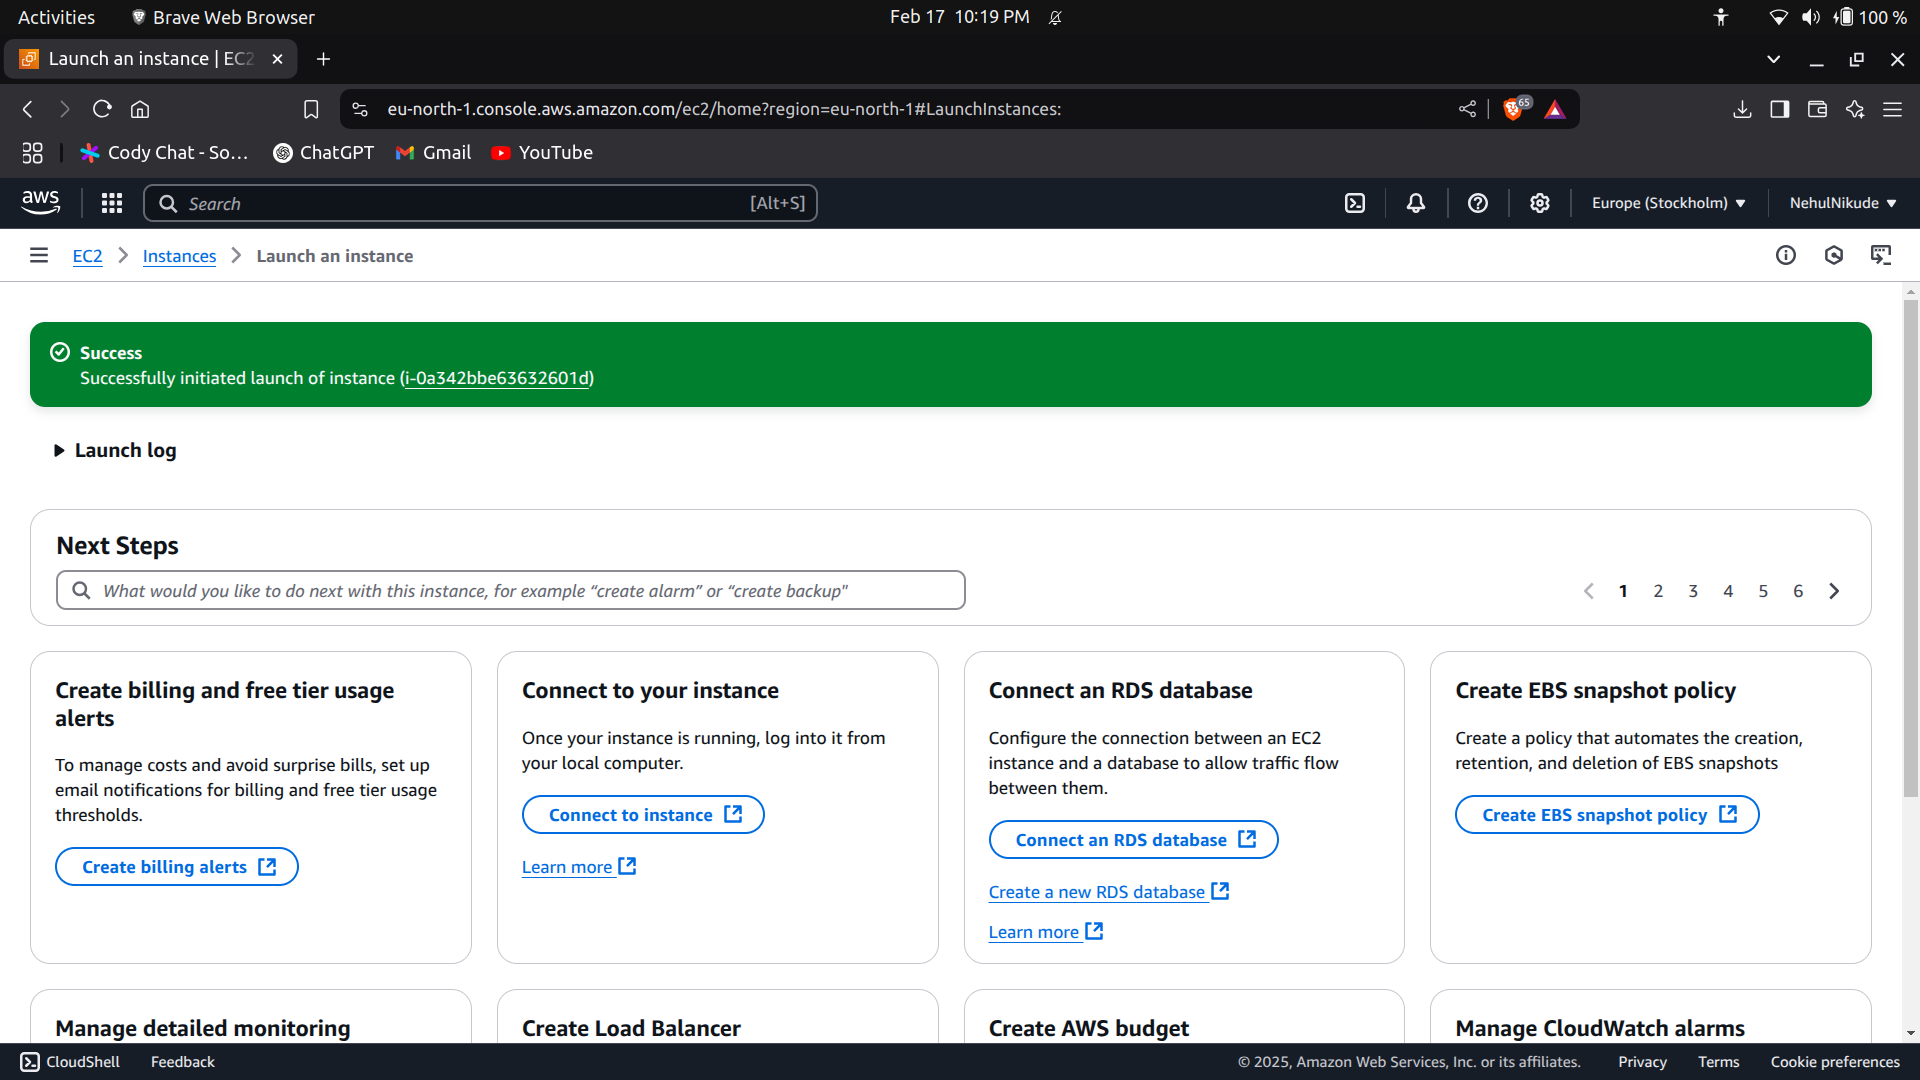 Activities
Brave Web Browser
Feb 17 10:19 PM
100 %
Launch an instance | EC2
eu-north-1.console.aws.amazon.com/ec2/home?region=eu-north-1#LaunchInstances:
65
Cody Chat - So...
ChatGPT
Gmail
YouTube
aws
Search
[Alt+S]
Europe (Stockholm)
NehulNikude
EC2
Instances
Launch an instance
Success
Successfully initiated launch of instance (i-0a342bbe63632601d)
Launch log
Next Steps
What would you like to do next with this instance, for example “create alarm” or “create backup"
1 2 3 4 5 6
Create billing and free tier usage
alerts
To manage costs and avoid surprise bills, set up
email notifications for billing and free tier usage
thresholds.
Create billing alerts
Connect to your instance
Once your instance is running, log into it from
your local computer.
Connect to instance
Learn more
Connect an RDS database
Configure the connection between an EC2
instance and a database to allow traffic flow
between them.
Connect an RDS database
Create a new RDS database
Learn more
Create EBS snapshot policy
Create a policy that automates the creation,
retention, and deletion of EBS snapshots
Create EBS snapshot policy
Manage detailed monitoring
Create Load Balancer
Create AWS budget
Manage CloudWatch alarms
CloudShell
Feedback
© 2025, Amazon Web Services, Inc. or its affiliates.
Privacy
Terms
Cookie preferences